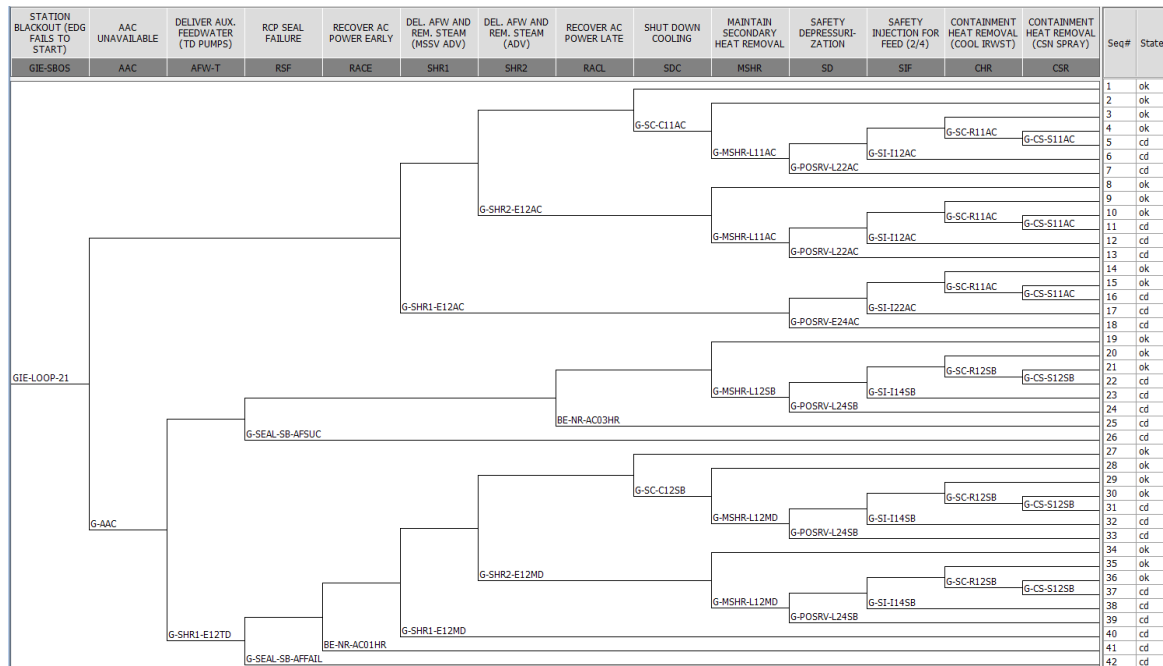 STATION BLACKOUT (EDG FAILS TO START)
AAC UNAVAILABLE
DELIVER AUX. FEEDWATER (TD PUMPS)
RCP SEAL FAILURE
RECOVER AC POWER EARLY
DEL. AFW AND REM. STEAM (MSSV ADV)
DEL. AFW AND REM. STEAM (ADV)
RECOVER AC POWER LATE
SHUT DOWN COOLING
MAINTAIN SECONDARY HEAT REMOVAL
SAFETY DEPRESSURI-ZATION
SAFETY INJECTION FOR FEED (2/4)
CONTAINMENT HEAT REMOVAL (COOL IRWST)
CONTAINMENT HEAT REMOVAL (CSN SPRAY)
Seq# State
GIE-SBOS AAC AFW-T RSF RACE SHR1 SHR2 RACL SDC MSHR SD SIF CHR CSR
1 ok
2 ok
3 ok
G-SC-R11AC
G-SC-C11AC
4 ok
G-CS-S11AC
5 cd
G-MSHR-L11AC
G-SI-I12AC
6 cd
G-POSRV-L22AC
7 cd
8 ok
9 ok
G-SHR2-E12AC
G-SC-R11AC
10 ok
G-CS-S11AC
11 cd
G-MSHR-L11AC
G-SI-I12AC
12 cd
G-POSRV-L22AC
13 cd
14 ok
G-SC-R11AC
15 ok
G-CS-S11AC
16 cd
G-SHR1-E12AC
G-SI-I22AC
17 cd
G-POSRV-E24AC
18 cd
19 ok
20 ok
GIE-LOOP-21
G-SC-R12SB
21 ok
G-CS-S12SB
22 cd
G-MSHR-L12SB
G-SI-I14SB
23 cd
G-POSRV-L24SB
24 cd
BE-NR-AC03HR
25 cd
G-SEAL-SB-AFSUC
26 cd
27 ok
28 ok
29 ok
G-SC-C12SB
G-SC-R12SB
30 ok
G-CS-S12SB
31 cd
G-AAC
G-MSHR-L12MD
G-SI-I14SB
32 cd
G-POSRV-L24SB
33 cd
34 ok
35 ok
G-SHR2-E12MD
G-SC-R12SB
36 ok
G-CS-S12SB
37 cd
G-MSHR-L12MD
G-SI-I14SB
38 cd
G-POSRV-L24SB
39 cd
G-SHR1-E12TD
G-SHR1-E12MD
40 cd
BE-NR-AC01HR
41 cd
G-SEAL-SB-AFFAIL
42 cd